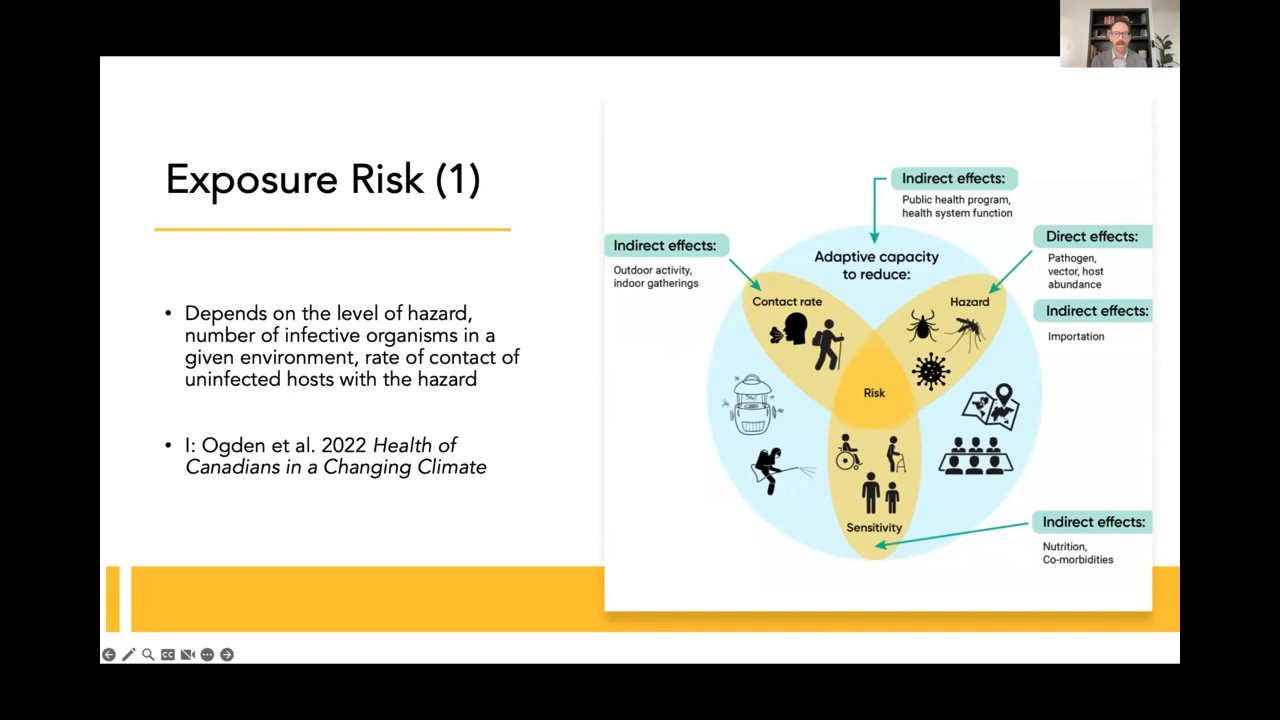 Exposure Risk (1)
• Depends on the level of hazard,
number of infective organisms in a
given environment, rate of contact of
uninfected hosts with the hazard
• I: Ogden et al. 2022 Health of
Canadians in a Changing Climate
Indirect effects:
Public health program,
health system function
Indirect effects:
Outdoor activity,
indoor gatherings
Adaptive capacity
to reduce:
Direct effects:
Pathogen,
vector, host
abundance
Indirect effects:
Importation
Contact rate
Hazard
Risk
Sensitivity
Indirect effects:
Nutrition,
Co-morbidities
CC